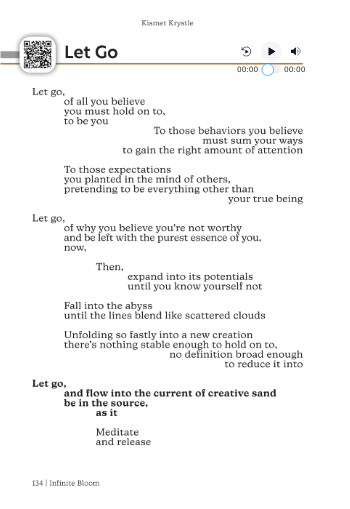 Kismet Krystle
Let Go
00:00
00:00
Let go,
of all you believe
you must hold on to,
to be you
To those behaviors you believe
must sum your ways
to gain the right amount of attention
To those expectations
you planted in the mind of others,
pretending to be everything other than
your true being
Let go,
of why you believe you're not worthy
and be left with the purest essence of you,
now,
Then,
expand into its potentials
until you know yourself not
Fall into the abyss
until the lines blend like scattered clouds
Unfolding so fastly into a new creation
there's nothing stable enough to hold on to,
no definition broad enough
to reduce it into
Let go,
and flow into the current of creative sand
be in the source,
as it
Meditate
and release
134 | Infinite Bloom